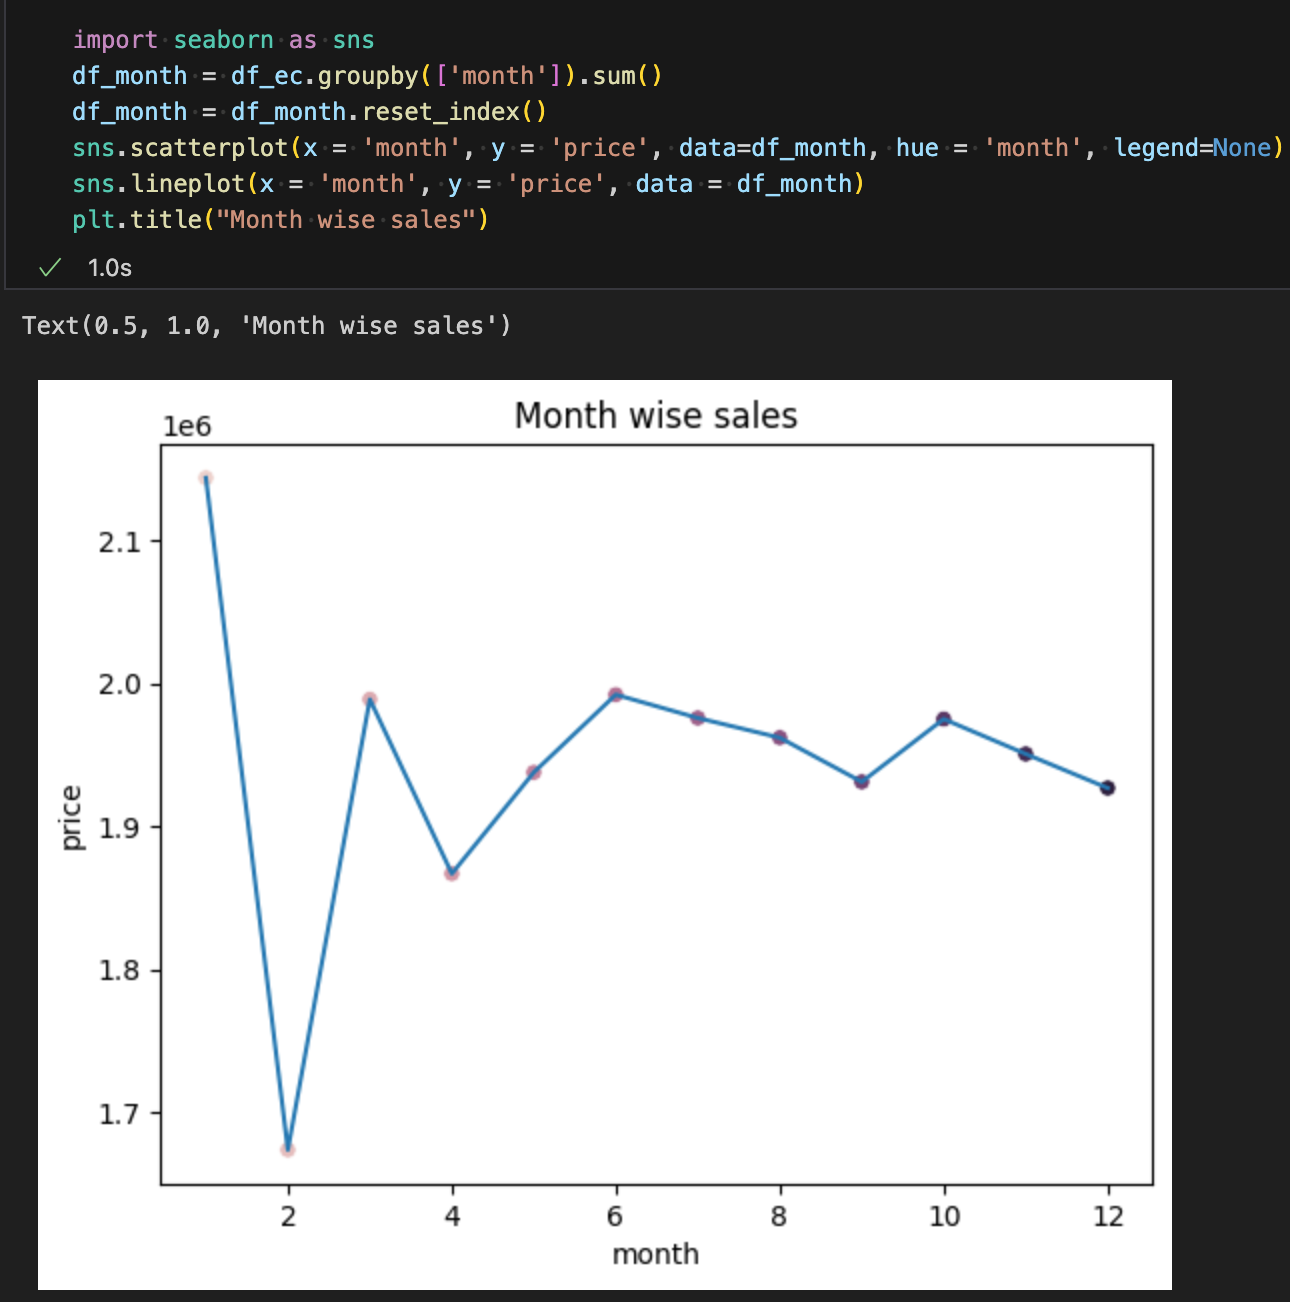 import seaborn as sns
df_month = df_ec.groupby(['month']).sum()
df_month = df_month.reset_index()
sns.scatterplot(x = 'month', y = 'price', data=df_month, hue = 'month', legend=None)
sns.lineplot(x = 'month', y = 'price', data = df_month)
plt.title("Month wise sales")
✓ 1.0s
Text(0.5, 1.0, 'Month wise sales')
Month wise sales
1e6
2.1
2.0
1.9
1.8
1.7
price
2 4 6 8 10 12
month